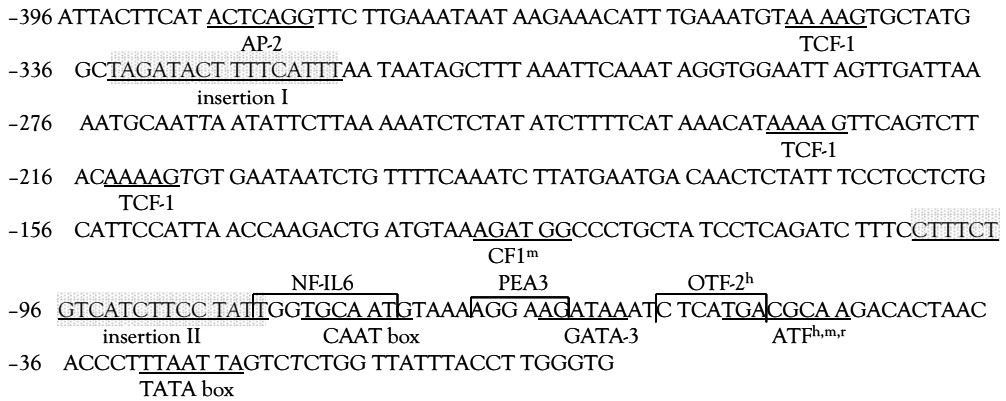 –396 ATTACTTCAT ACTCAGGTTC TTGAAATAAT AAGAAACATT TGAAATGTAA AAAGTGCTATG
AP-2 TCF-1
–336 GCTAGATACT TTTCATTTAA TAATAGCTTT AAATTCAAAT AGGTGGAATT AGTTGATTAA
insertion I
–276 AATGCAATTA ATATTCTTAA AAATCTCTAT ATCTTTTCAT AAACATAAAA GTTCAGTCTT
TCF-1
–216 ACAAAAGTGT GAATAATCTG TTTTCAAATC TTATGAATGA CAACTCTATT TCCTCCTCTG
TCF-1
–156 CATTCCATTA ACCAAGACTG ATGTAAAGAT GGCCCTGCTA TCCTCAGATC TTTCCTTTCT
CF1m
NF-IL6 PEA3 OTF-2h
–96 GTCATCTTCC TATTTGGTGCA ATGTAAAAGG AAGATAAATC TCATGACGCA AGACACTAAC
insertion II CAAT box GATA-3 ATFh,m,r
–36 ACCCTTTAAT TAGTCTCTGG TTATTTACCT TGGGTG
TATA box